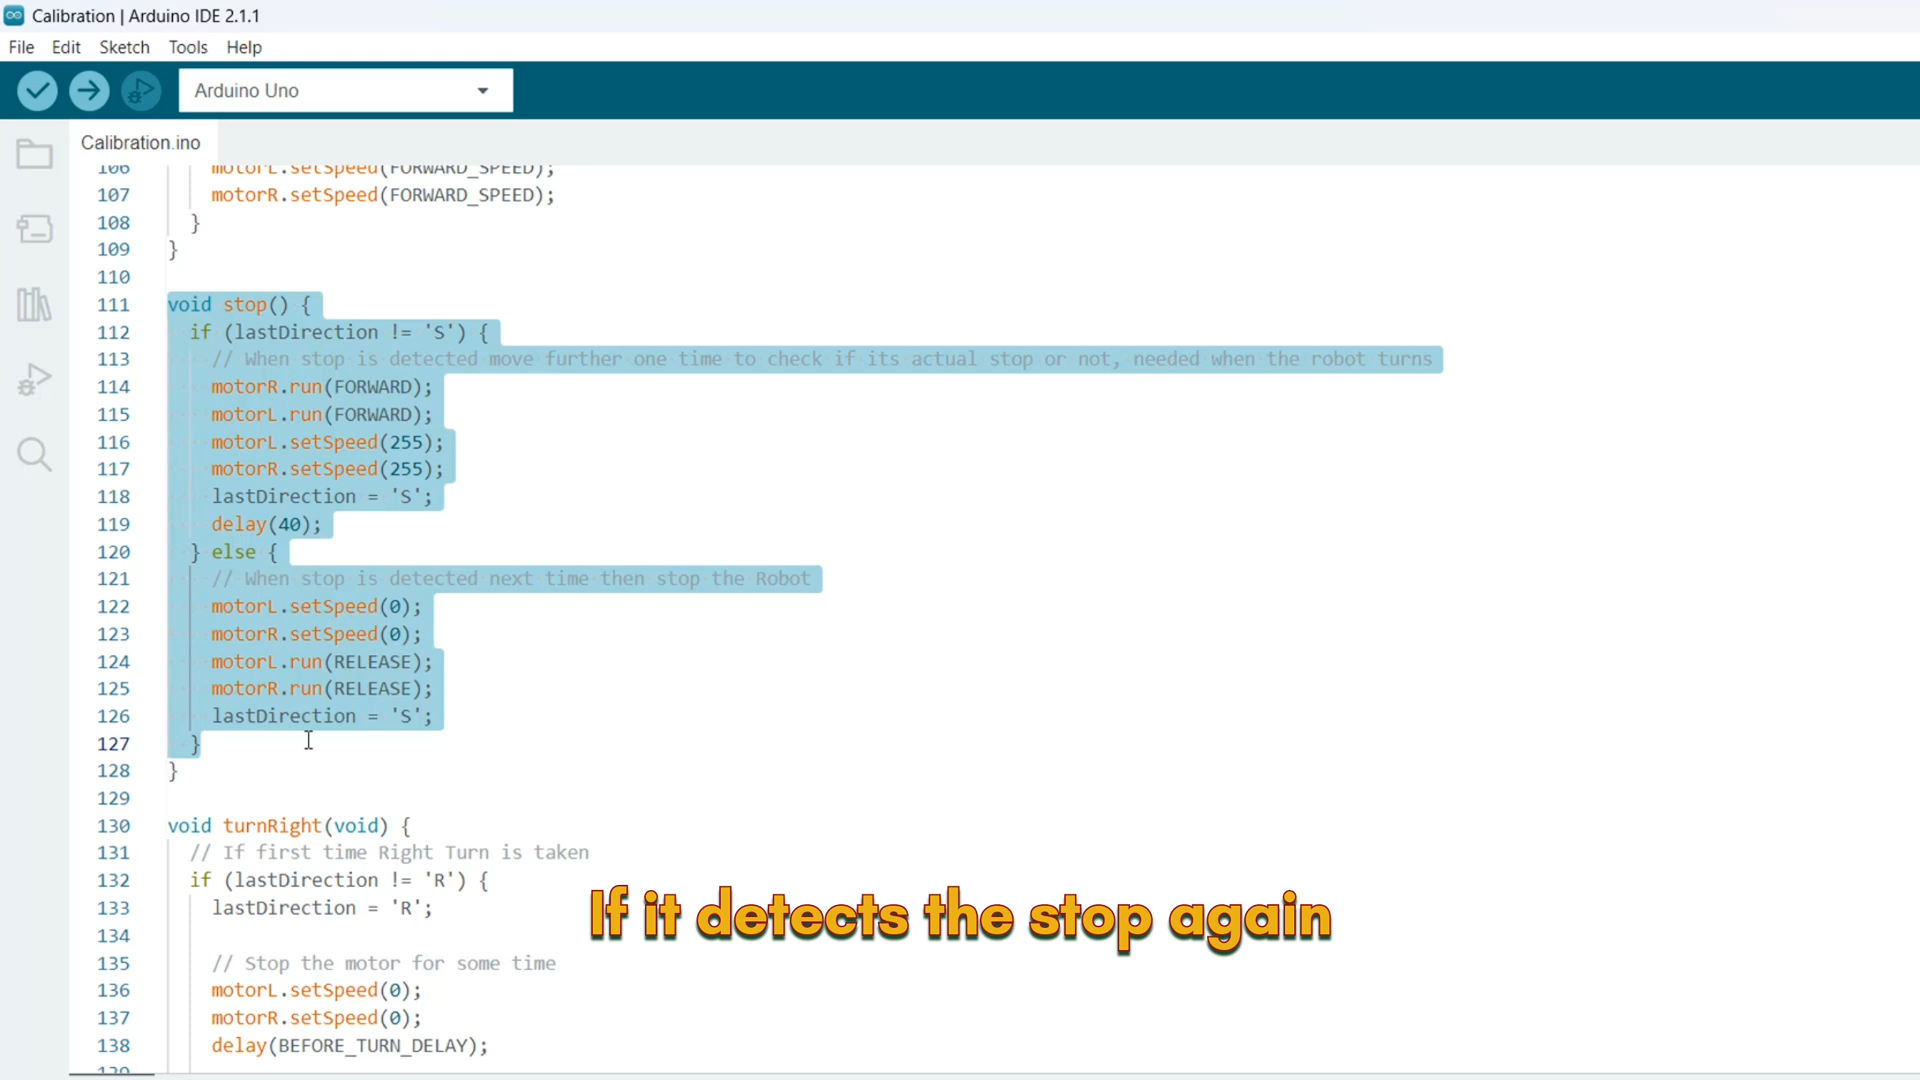 Calibration | Arduino IDE 2.1.1
File Edit Sketch Tools Help
Arduino Uno
Calibration.ino
106 motorL.setSpeed(FORWARD_SPEED);
107 motorR.setSpeed(FORWARD_SPEED);
108 }
109 }
110
111 void stop() {
112 if (lastDirection != 'S') {
113 // When stop is detected move further one time to check if its actual stop or not, needed when the robot turns
114 motorR.run(FORWARD);
115 motorL.run(FORWARD);
116 motorL.setSpeed(255);
117 motorR.setSpeed(255);
118 lastDirection = 'S';
119 delay(40);
120 } else {
121 // When stop is detected next time then stop the Robot
122 motorL.setSpeed(0);
123 motorR.setSpeed(0);
124 motorL.run(RELEASE);
125 motorR.run(RELEASE);
126 lastDirection = 'S';
127 }
128 }
129
130 void turnRight(void) {
131 // If first time Right Turn is taken
132 if (lastDirection != 'R') {
133 lastDirection = 'R';
134
135 // Stop the motor for some time
136 motorL.setSpeed(0);
137 motorR.setSpeed(0);
138 delay(BEFORE_TURN_DELAY);
139
If it detects the stop again